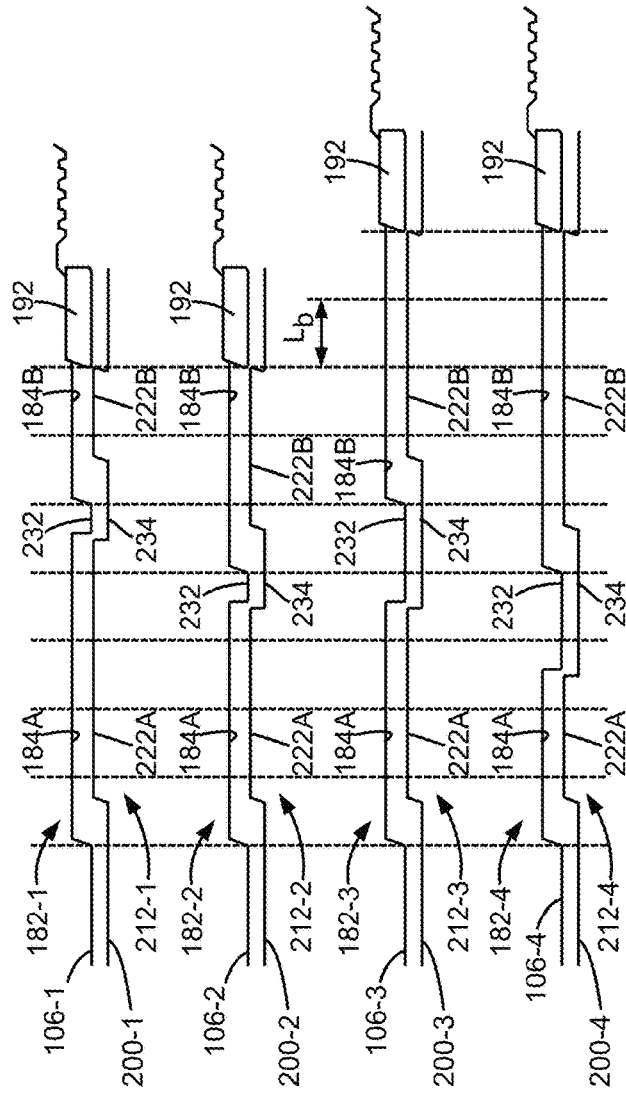 182-1 184A 232 184B 192
106-1
200-1 212-1 222A 234 222B
182-2 184A 232 184B 192
106-2
200-2 212-2 222A 234 222B
L_b
182-3 184A 232 184B 192
106-3
200-3 212-3 222A 234 222B
182-4 184A 232 184B 192
106-4
200-4 212-4 222A 234 222B